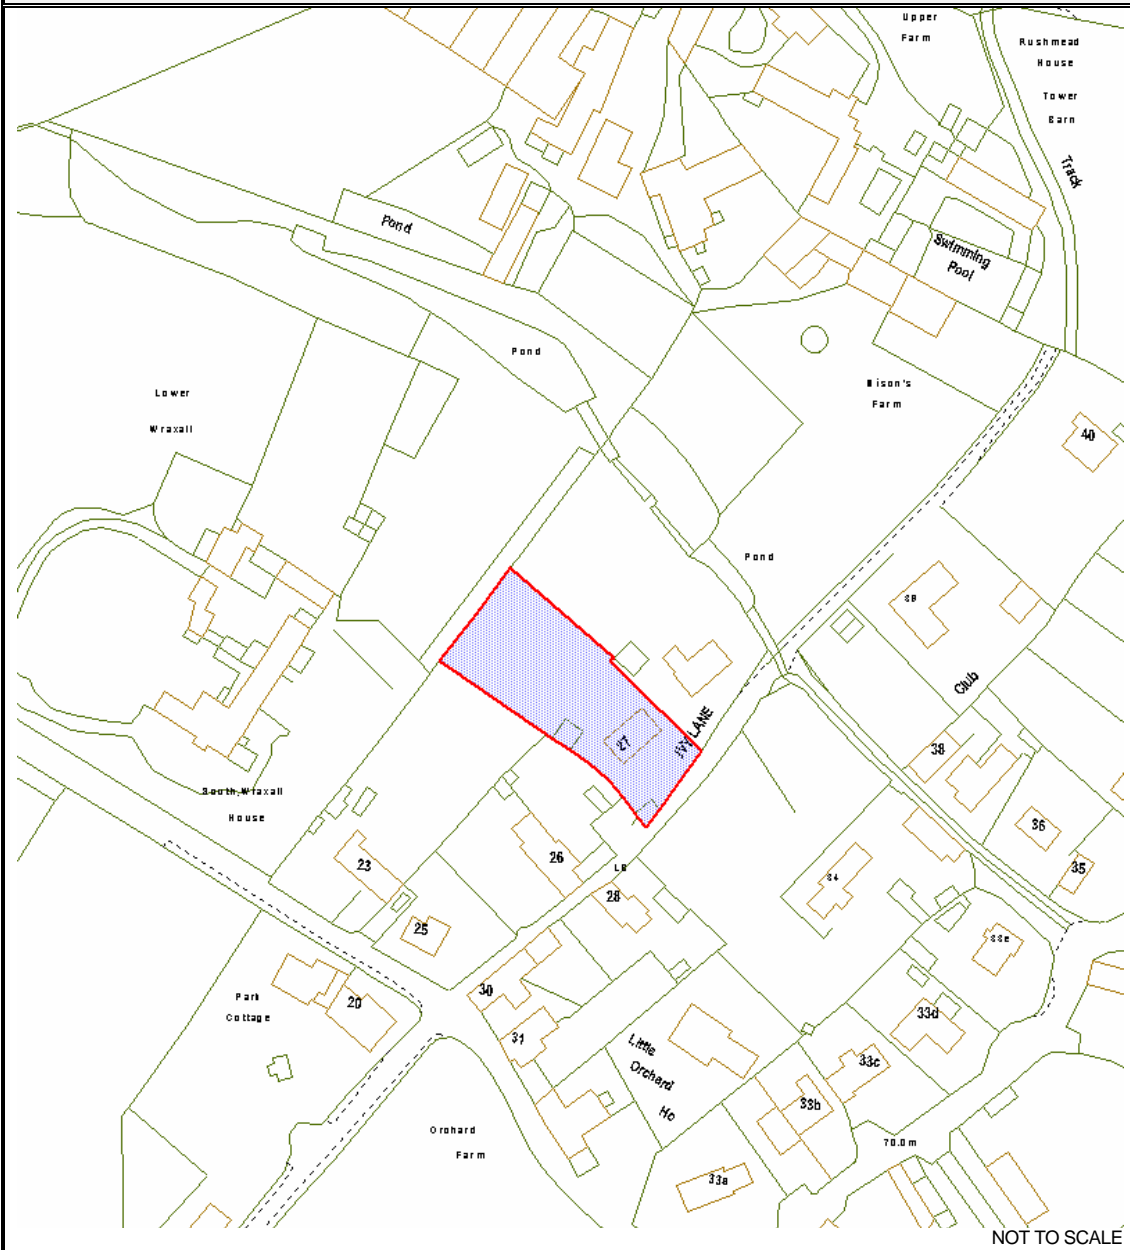 Upper
Farm
Rushmead
House
Tower
Barn
Track
Pond
Swimming
Pool
Pond
Lower
Wraxall
Bison's
Farm
40
Pond
39
Club
IVY LANE
27
38
South Wraxall
House
36
35
23
26
LB
34
28
25
33e
30
20
Park
Cottage
31
33d
Little
Orchard
Ho
33c
33b
Orchard
Farm
70.0m
33a
NOT TO SCALE